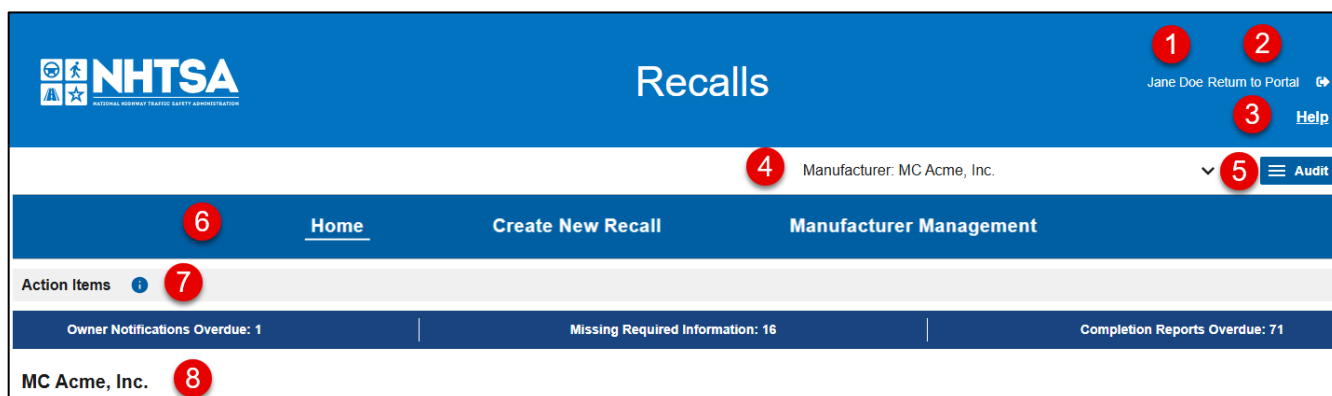 1 2
NHTSA
NATIONAL HIGHWAY TRAFFIC SAFETY ADMINISTRATION
Recalls
Jane Doe Return to Portal
3 Help
4 Manufacturer: MC Acme, Inc. 5 Audit
6 Home Create New Recall Manufacturer Management
Action Items i 7
Owner Notifications Overdue: 1 Missing Required Information: 16 Completion Reports Overdue: 71
MC Acme, Inc. 8